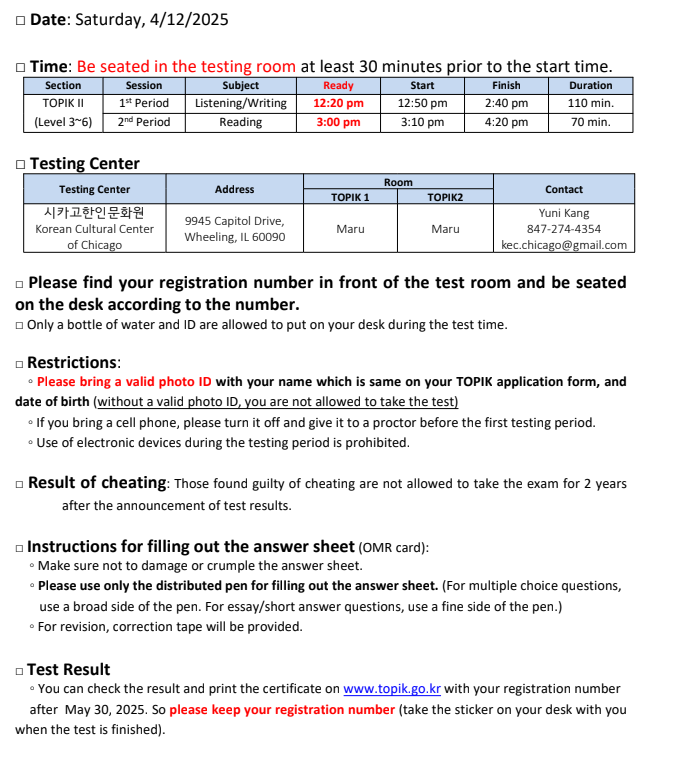 □ Date: Saturday, 4/12/2025
□ Time: Be seated in the testing room at least 30 minutes prior to the start time.
Section Session Subject Ready Start Finish Duration
TOPIK II 1st Period Listening/Writing 12:20 pm 12:50 pm 2:40 pm 110 min.
(Level 3~6) 2nd Period Reading 3:00 pm 3:10 pm 4:20 pm 70 min.
□ Testing Center
Testing Center Address Room Contact
TOPIK 1 TOPIK2
시카고한인문화원
Korean Cultural Center
of Chicago
9945 Capitol Drive,
Wheeling, IL 60090
Maru Maru
Yuni Kang
847-274-4354
kec.chicago@gmail.com
□ Please find your registration number in front of the test room and be seated
on the desk according to the number.
□ Only a bottle of water and ID are allowed to put on your desk during the test time.
□ Restrictions:
◦ Please bring a valid photo ID with your name which is same on your TOPIK application form, and
date of birth (without a valid photo ID, you are not allowed to take the test)
◦ If you bring a cell phone, please turn it off and give it to a proctor before the first testing period.
◦ Use of electronic devices during the testing period is prohibited.
□ Result of cheating: Those found guilty of cheating are not allowed to take the exam for 2 years
after the announcement of test results.
□ Instructions for filling out the answer sheet (OMR card):
◦ Make sure not to damage or crumple the answer sheet.
◦ Please use only the distributed pen for filling out the answer sheet. (For multiple choice questions,
use a broad side of the pen. For essay/short answer questions, use a fine side of the pen.)
◦ For revision, correction tape will be provided.
□ Test Result
◦ You can check the result and print the certificate on www.topik.go.kr with your registration number
after May 30, 2025. So please keep your registration number (take the sticker on your desk with you
when the test is finished).